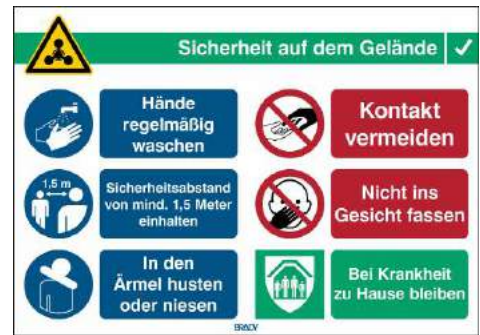 Sicherheit auf dem Gelände
Hände
regelmäßig
waschen
Kontakt
vermeiden
1,5 m
Sicherheitsabstand
von mind. 1,5 Meter
einhalten
Nicht ins
Gesicht fassen
In den
Ärmel husten
oder niesen
Bei Krankheit
zu Hause bleiben
BRADY